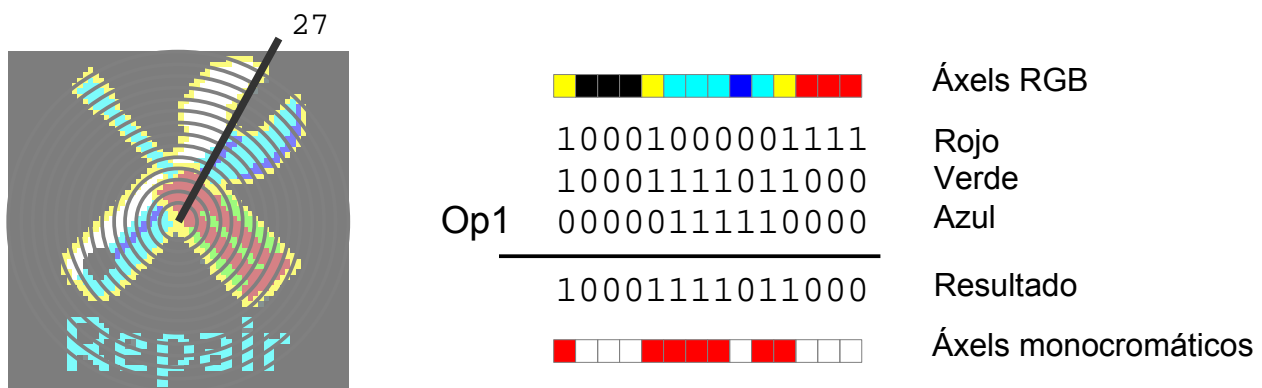 27
Áxels RGB
10001000001111 Rojo
10001111011000 Verde
Op1 00000111110000 Azul
10001111011000 Resultado
Áxels monocromáticos
Repair